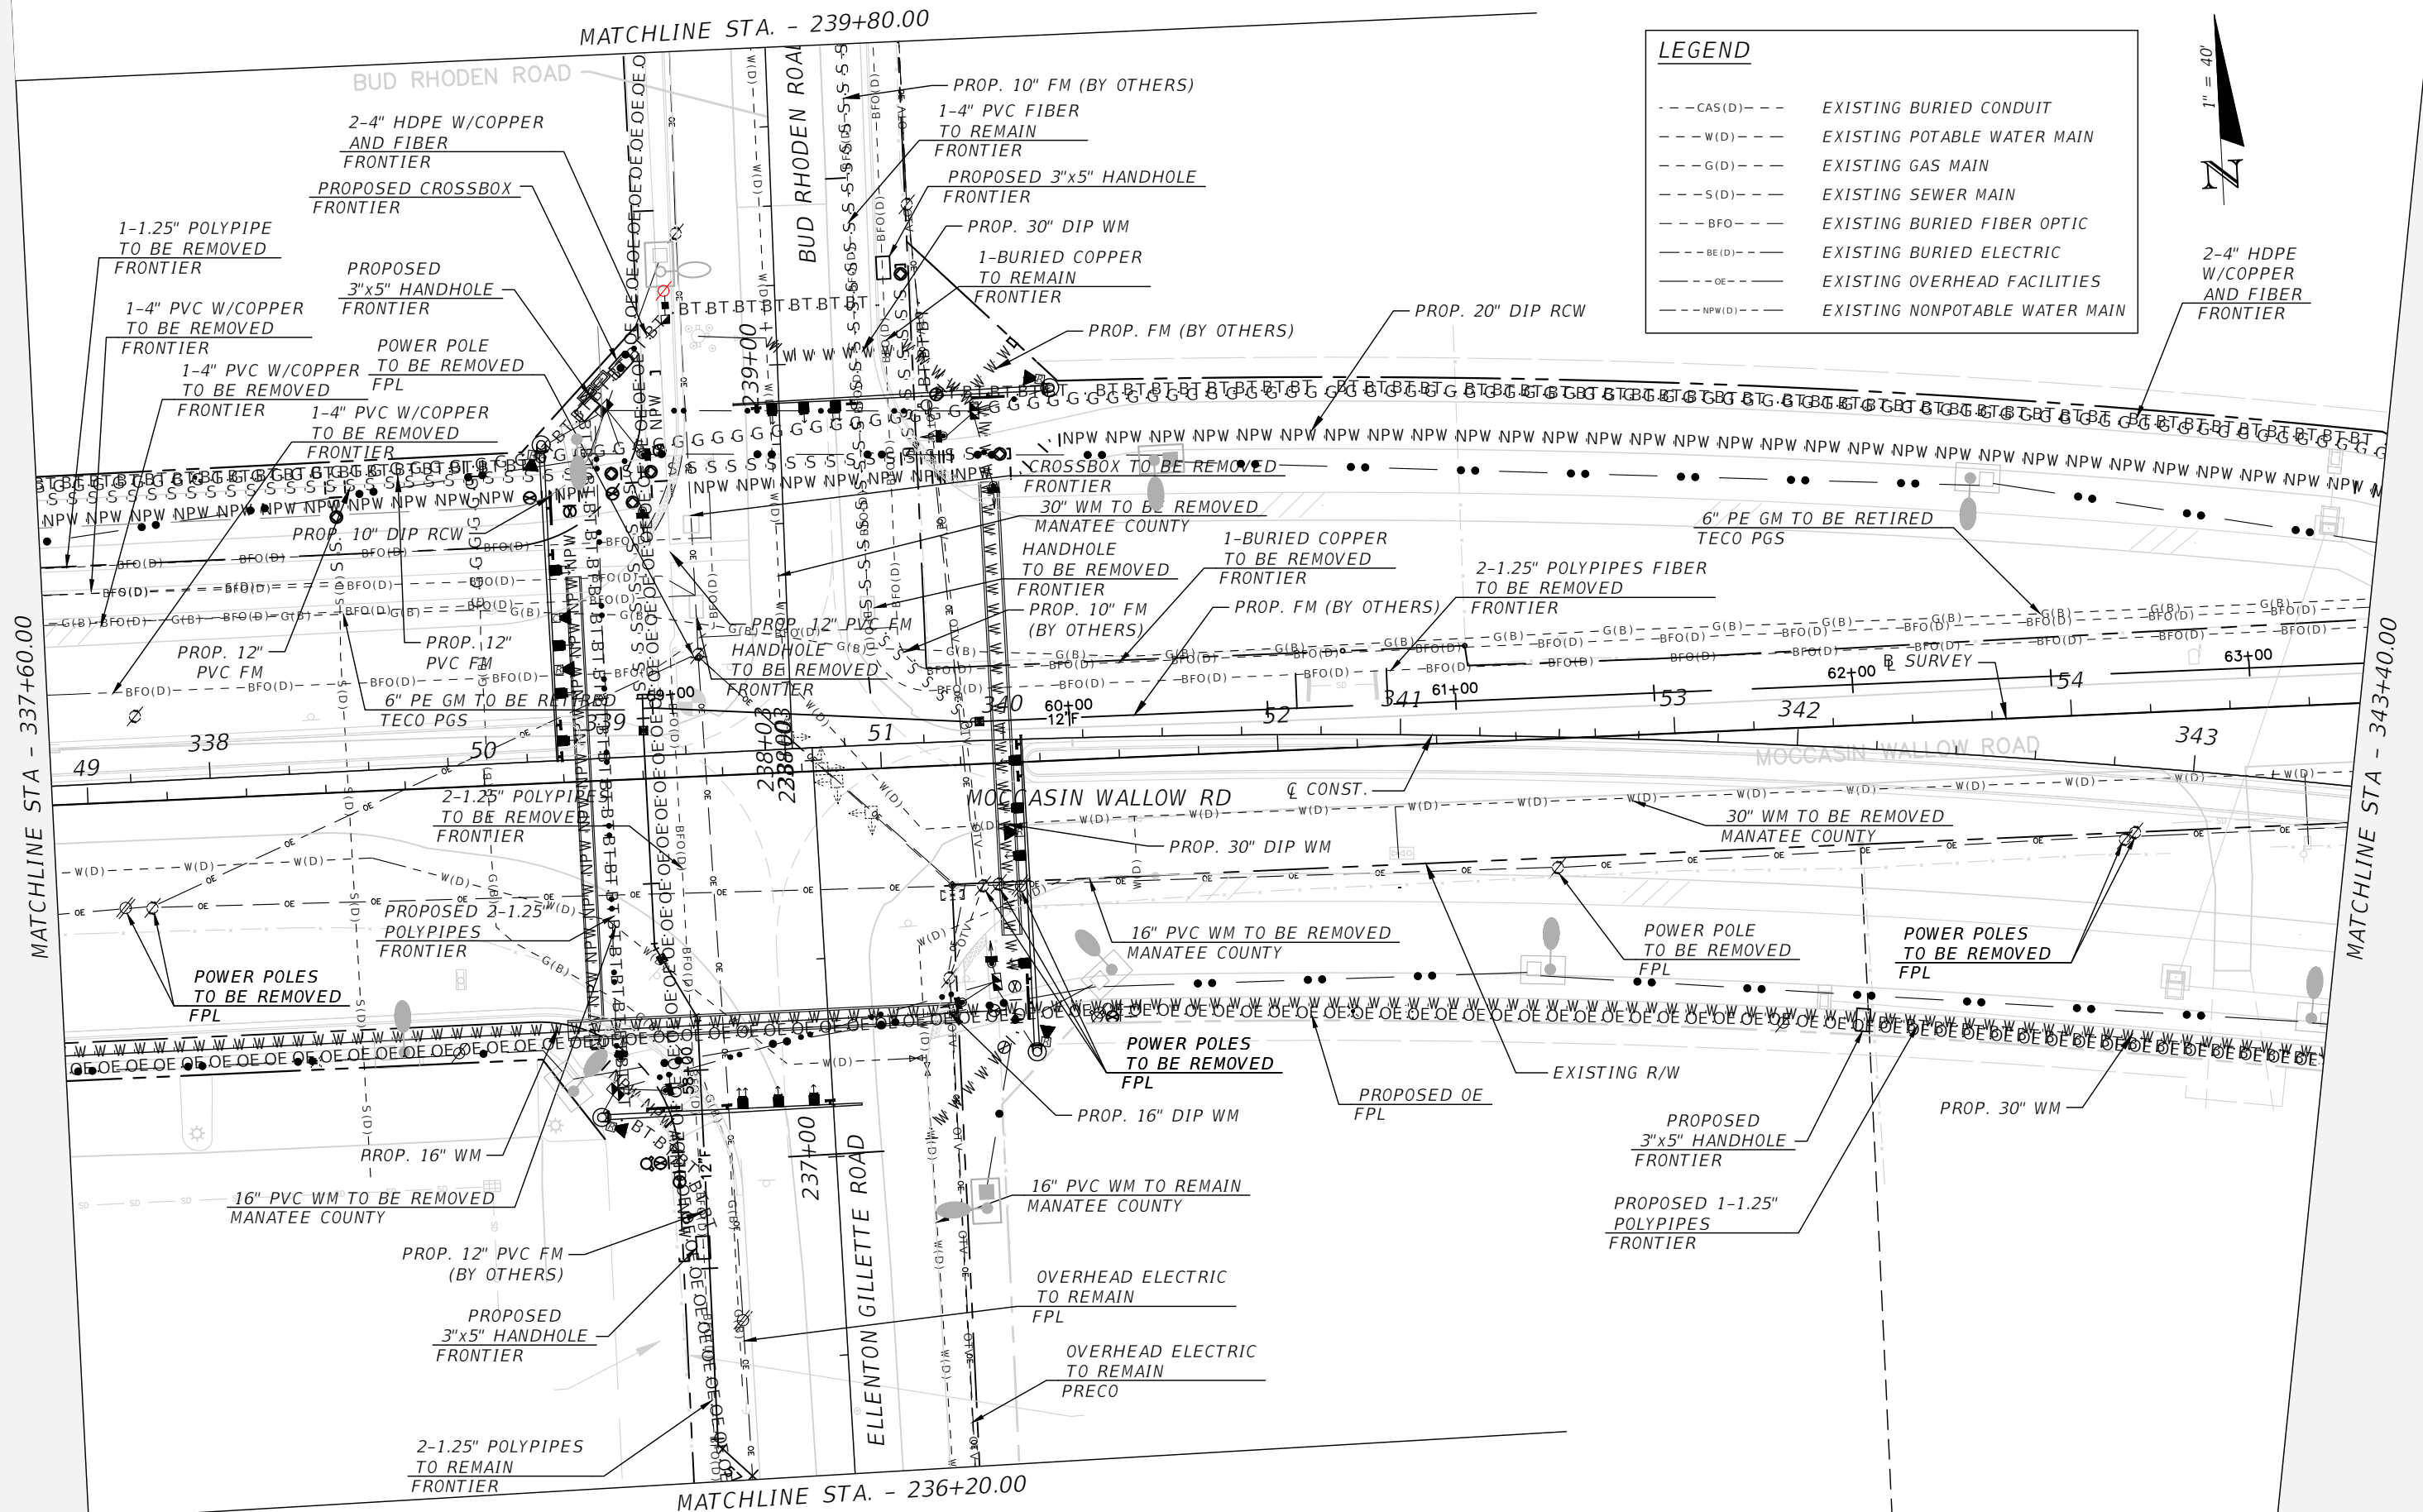 MATCHLINE STA. - 239+80.00
BUD RHODEN ROAD
BUD RHODEN ROAD
2-4" HDPE W/COPPER
AND FIBER
FRONTIER
PROPOSED CROSSBOX
FRONTIER
1-1.25" POLYPIPE
TO BE REMOVED
FRONTIER
PROPOSED
3"x5" HANDHOLE
FRONTIER
1-4" PVC W/COPPER
TO BE REMOVED
FRONTIER
POWER POLE
TO BE REMOVED
FPL
1-4" PVC W/COPPER
TO BE REMOVED
FRONTIER
1-4" PVC W/COPPER
TO BE REMOVED
FRONTIER
PROP. 10" FM (BY OTHERS)
1-4" PVC FIBER
TO REMAIN
FRONTIER
PROPOSED 3"x5" HANDHOLE
FRONTIER
PROP. 30" DIP WM
1-BURIED COPPER
TO REMAIN
FRONTIER
PROP. FM (BY OTHERS)
PROP. 20" DIP RCW
LEGEND
CAS(D) EXISTING BURIED CONDUIT
W(D) EXISTING POTABLE WATER MAIN
G(D) EXISTING GAS MAIN
S(D) EXISTING SEWER MAIN
BFO EXISTING BURIED FIBER OPTIC
BE(D) EXISTING BURIED ELECTRIC
OE EXISTING OVERHEAD FACILITIES
NPW(D) EXISTING NONPOTABLE WATER MAIN
1" = 40'
N
2-4" HDPE
W/COPPER
AND FIBER
FRONTIER
239+00
CROSSBOX TO BE REMOVED
FRONTIER
30" WM TO BE REMOVED
MANATEE COUNTY
HANDHOLE
TO BE REMOVED
FRONTIER
PROP. 10" FM
(BY OTHERS)
1-BURIED COPPER
TO BE REMOVED
FRONTIER
PROP. FM (BY OTHERS)
2-1.25" POLYPIPES FIBER
TO BE REMOVED
FRONTIER
6" PE GM TO BE RETIRED
TECO PGS
PROP. 10" DIP RCW
PROP. 12"
PVC FM
PROP. 12"
PVC FM
PROP. 12" PVC FM
HANDHOLE
TO BE REMOVED
FRONTIER
6" PE GM TO BE RETIRED
TECO PGS
MATCHLINE STA - 337+60.00
MATCHLINE STA - 343+40.00
BL SURVEY
49
338
50
339
51
340
60+00
12"F
52
341
61+00
53
342
62+00
54
63+00
343
238+03
MOCCASIN WALLOW ROAD
MOCCASIN WALLOW RD
CL CONST.
2-1.25" POLYPIPES
TO BE REMOVED
FRONTIER
PROP. 30" DIP WM
30" WM TO BE REMOVED
MANATEE COUNTY
PROPOSED 2-1.25"
POLYPIPES
FRONTIER
16" PVC WM TO BE REMOVED
MANATEE COUNTY
POWER POLE
TO BE REMOVED
FPL
POWER POLES
TO BE REMOVED
FPL
POWER POLES
TO BE REMOVED
FPL
POWER POLES
TO BE REMOVED
FPL
EXISTING R/W
PROPOSED OE
FPL
PROP. 16" DIP WM
PROP. 30" WM
PROPOSED
3"x5" HANDHOLE
FRONTIER
58+00
12"F
237+00
PROP. 16" WM
16" PVC WM TO BE REMOVED
MANATEE COUNTY
16" PVC WM TO REMAIN
MANATEE COUNTY
PROPOSED 1-1.25"
POLYPIPES
FRONTIER
PROP. 12" PVC FM
(BY OTHERS)
PROPOSED
3"x5" HANDHOLE
FRONTIER
ELLENTON GILLETTE ROAD
OVERHEAD ELECTRIC
TO REMAIN
FPL
OVERHEAD ELECTRIC
TO REMAIN
PRECO
2-1.25" POLYPIPES
TO REMAIN
FRONTIER
MATCHLINE STA. - 236+20.00